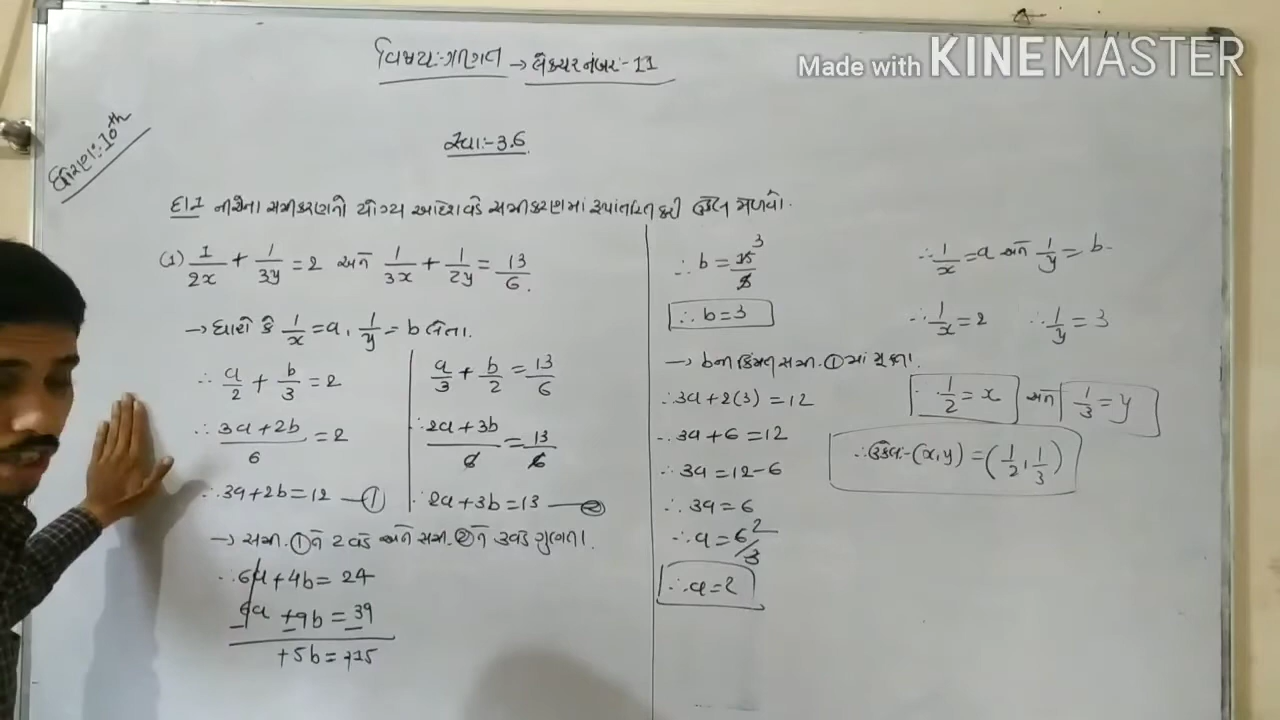 Made with KINEMASTER
વિષય:-ગણિત → લેક્ચર નંબર:-11
ધોરણ:-10th
સ્વા:-3.6
દા 1 નીચેના સમીકરણનો યોગ્ય આદેશ વડે સમીકરણમાં રૂપાંતરિત કરી ઉકેલ મેળવો.
(1) 1/2x + 1/3y = 2 અને 1/3x + 1/2y = 13/6.
→ ધારો કે 1/x = a, 1/y = b લેતા.
∴ a/2 + b/3 = 2
∴ (3a+2b)/6 = 2
∴ 3a+2b = 12 —①
a/3 + b/2 = 13/6
∴ (2a+3b)/6 = 13/6
∴ 2a+3b = 13 —②
→ સમી. ①ને 2 વડે અને સમી. ②ને 3 વડે ગુણતા.
∴ 6a + 4b = 24
6a + 9b = 39
— — —
+5b = +15
∴ b = 15/5 3
∴ b = 3
→ bની કિંમત સમી. ①માં મૂકતા.
∴ 3a + 2(3) = 12
∴ 3a + 6 = 12
∴ 3a = 12 - 6
∴ 3a = 6
∴ a = 6/3 2
∴ a = 2
∴ 1/x = a અને 1/y = b.
∴ 1/x = 2 ∴ 1/y = 3
∴ 1/2 = x અને 1/3 = y
∴ ઉકેલ:- (x, y) = (1/2, 1/3)